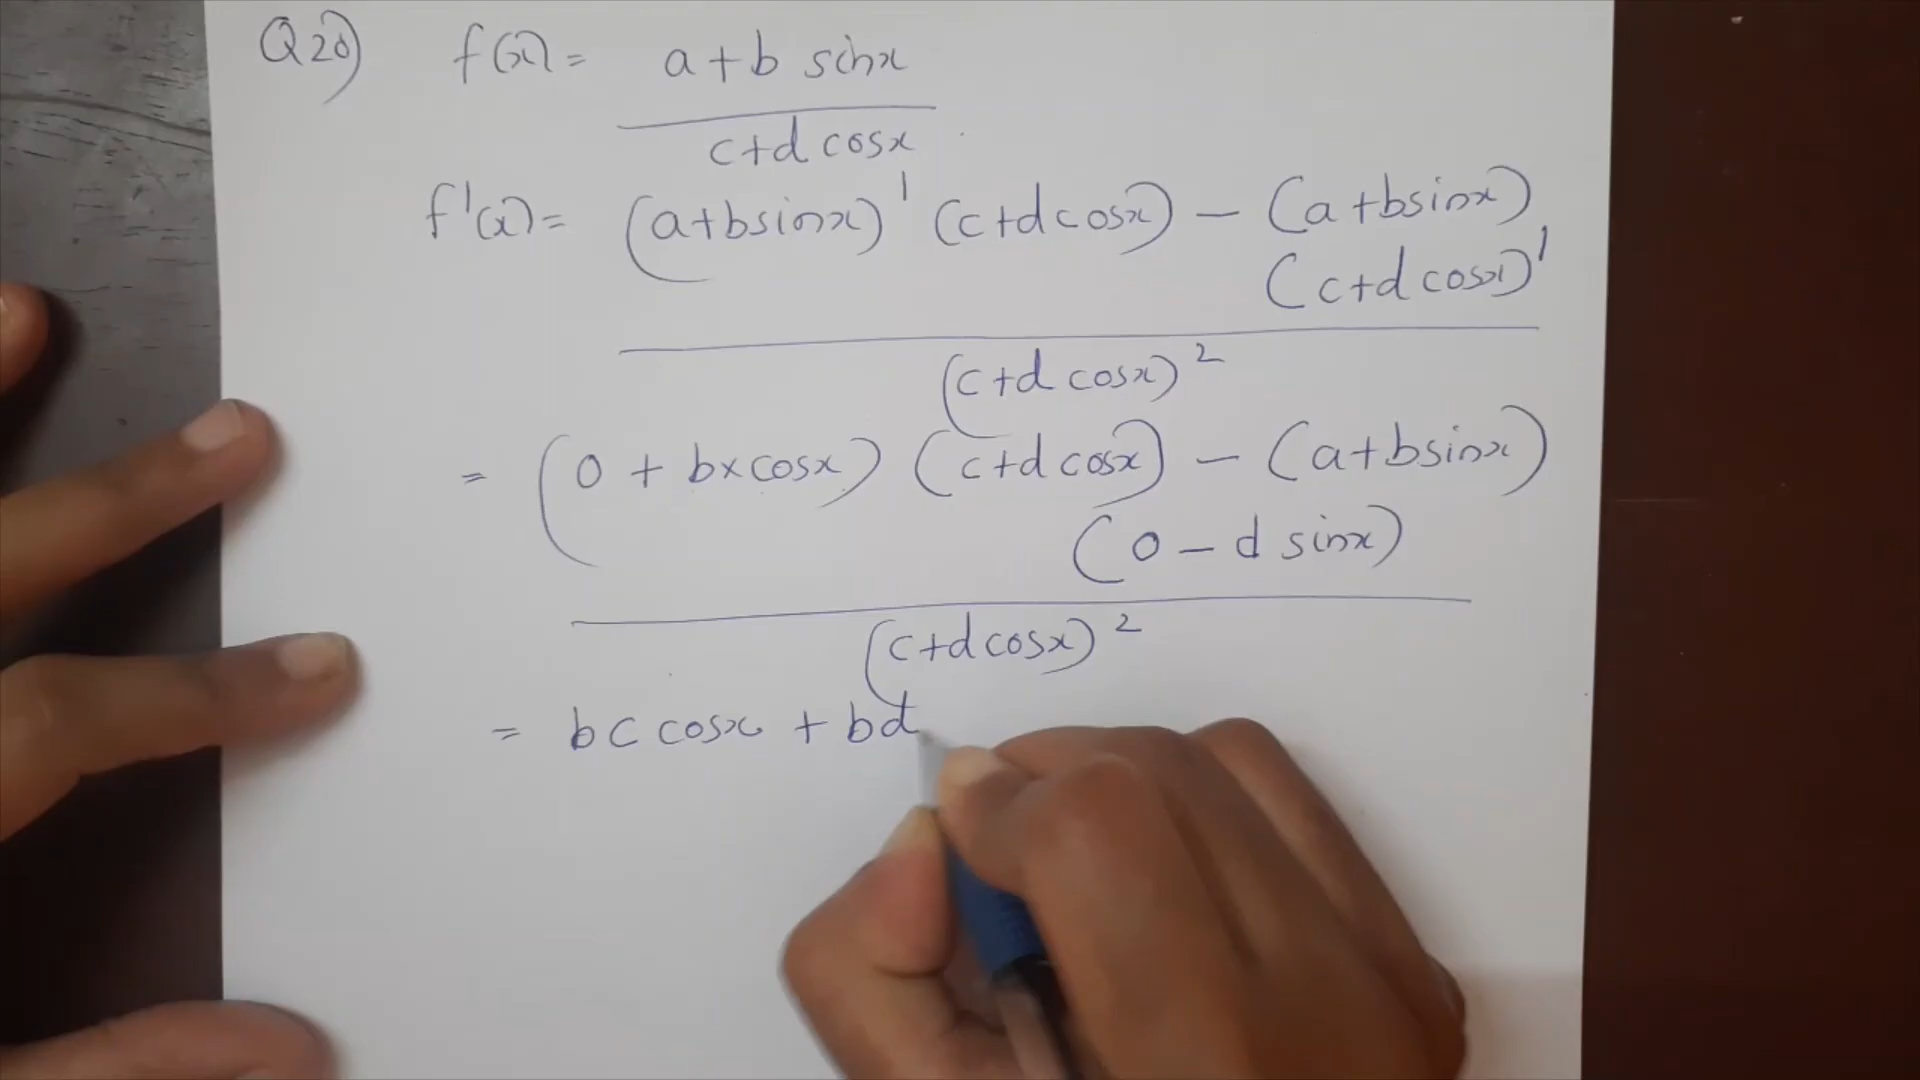 Q20) f(x) = a + b sinx
c+d cosx
f'(x) = (a+bsinx)' (c+d cosx) - (a+bsinx)
(c+d cosx)'
(c+d cosx)²
= (0 + b×cosx) (c+d cosx) - (a+bsinx)
(0 - d sinx)
(c+d cosx)²
= bc cosx + bd